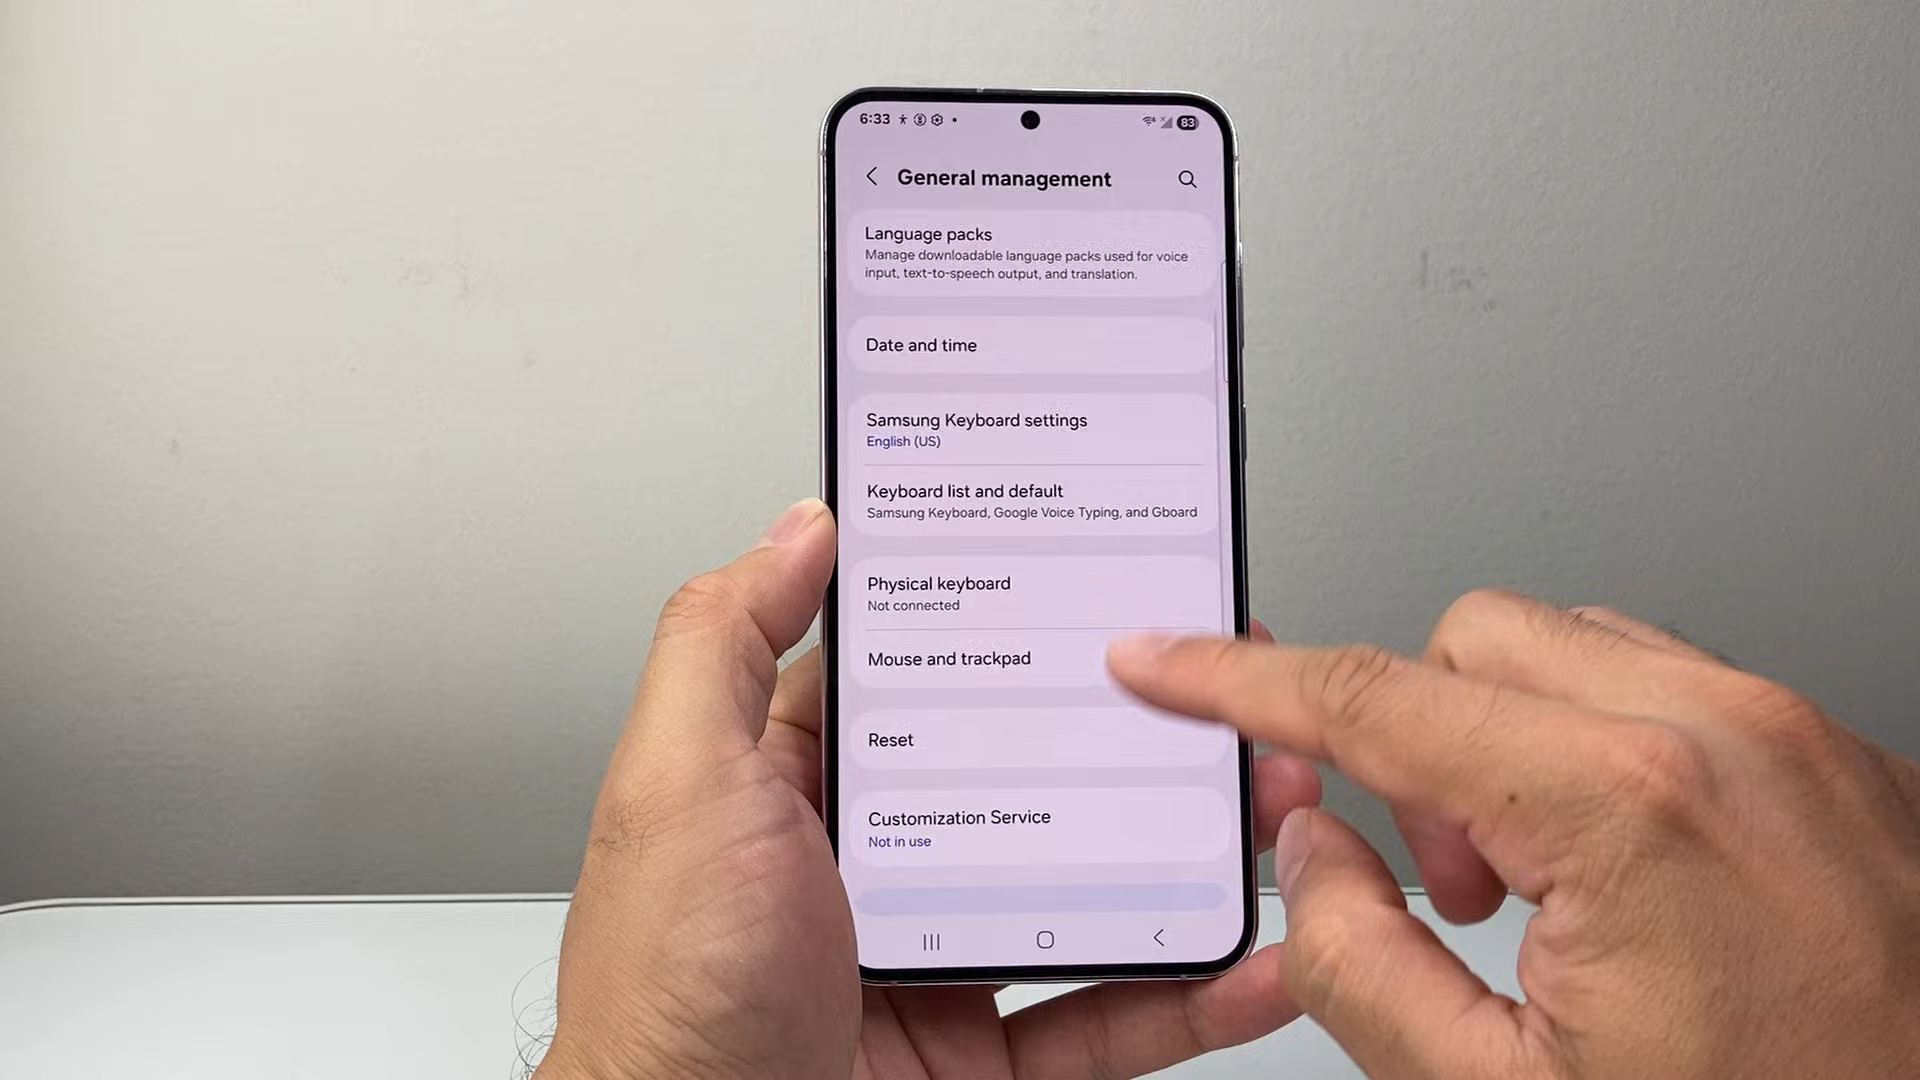 6:33
83
General management
Language packs
Manage downloadable language packs used for voice
input, text-to-speech output, and translation.
Date and time
Samsung Keyboard settings
English (US)
Keyboard list and default
Samsung Keyboard, Google Voice Typing, and Gboard
Physical keyboard
Not connected
Mouse and trackpad
Reset
Customization Service
Not in use